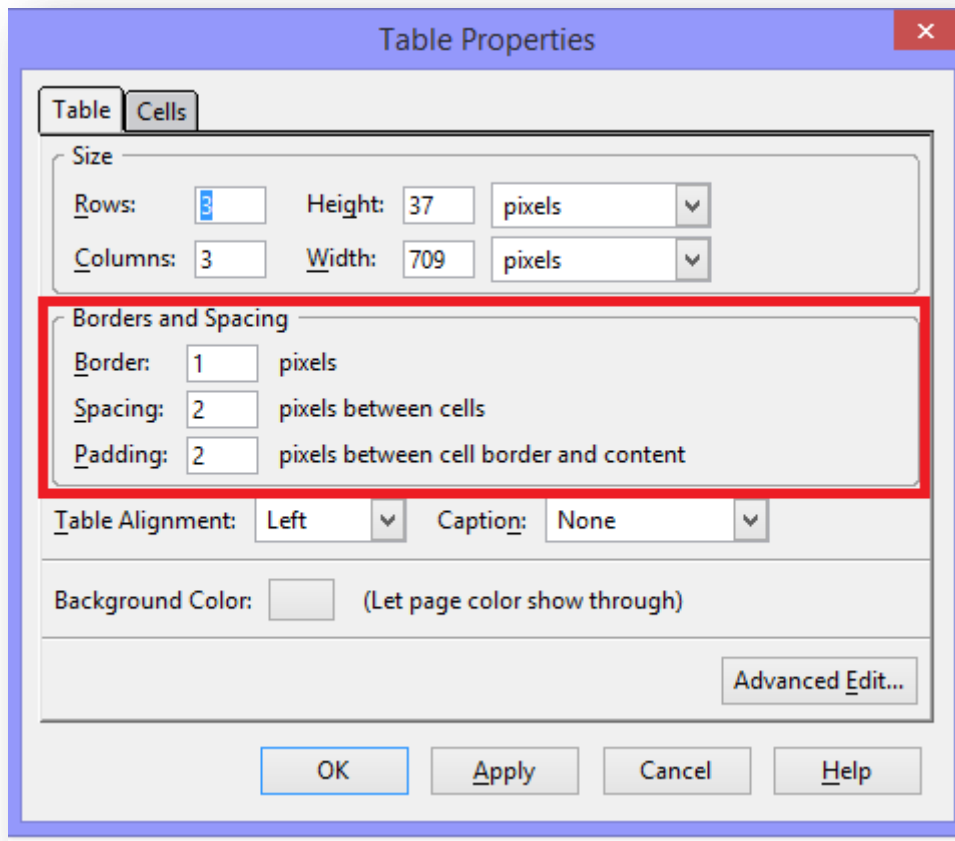 Table Properties
Table Cells
Size
Rows: 3 Height: 37 pixels
Columns: 3 Width: 709 pixels
Borders and Spacing
Border: 1 pixels
Spacing: 2 pixels between cells
Padding: 2 pixels between cell border and content
Table Alignment: Left Caption: None
Background Color: (Let page color show through)
Advanced Edit...
OK Apply Cancel Help